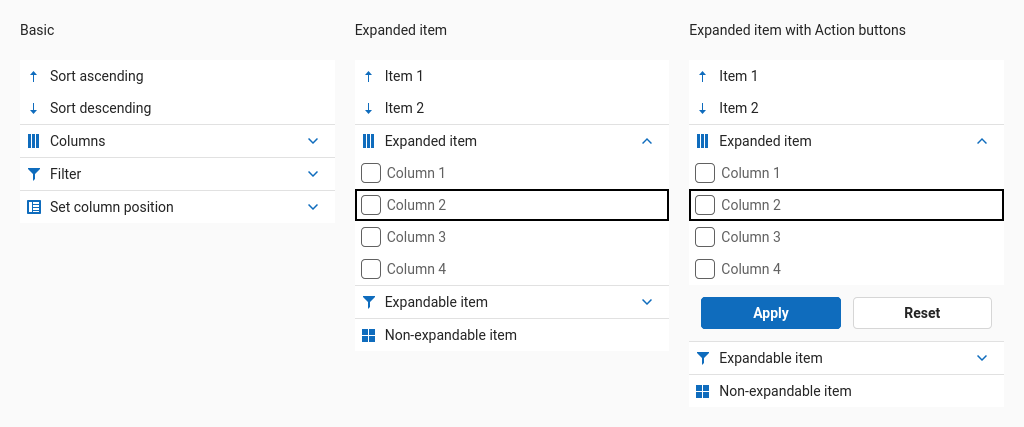 Basic
Sort ascending
Sort descending
Columns
Filter
Set column position
Expanded item
Item 1
Item 2
Expanded item
Column 1
Column 2
Column 3
Column 4
Expandable item
Non-expandable item
Expanded item with Action buttons
Item 1
Item 2
Expanded item
Column 1
Column 2
Column 3
Column 4
Apply
Reset
Expandable item
Non-expandable item